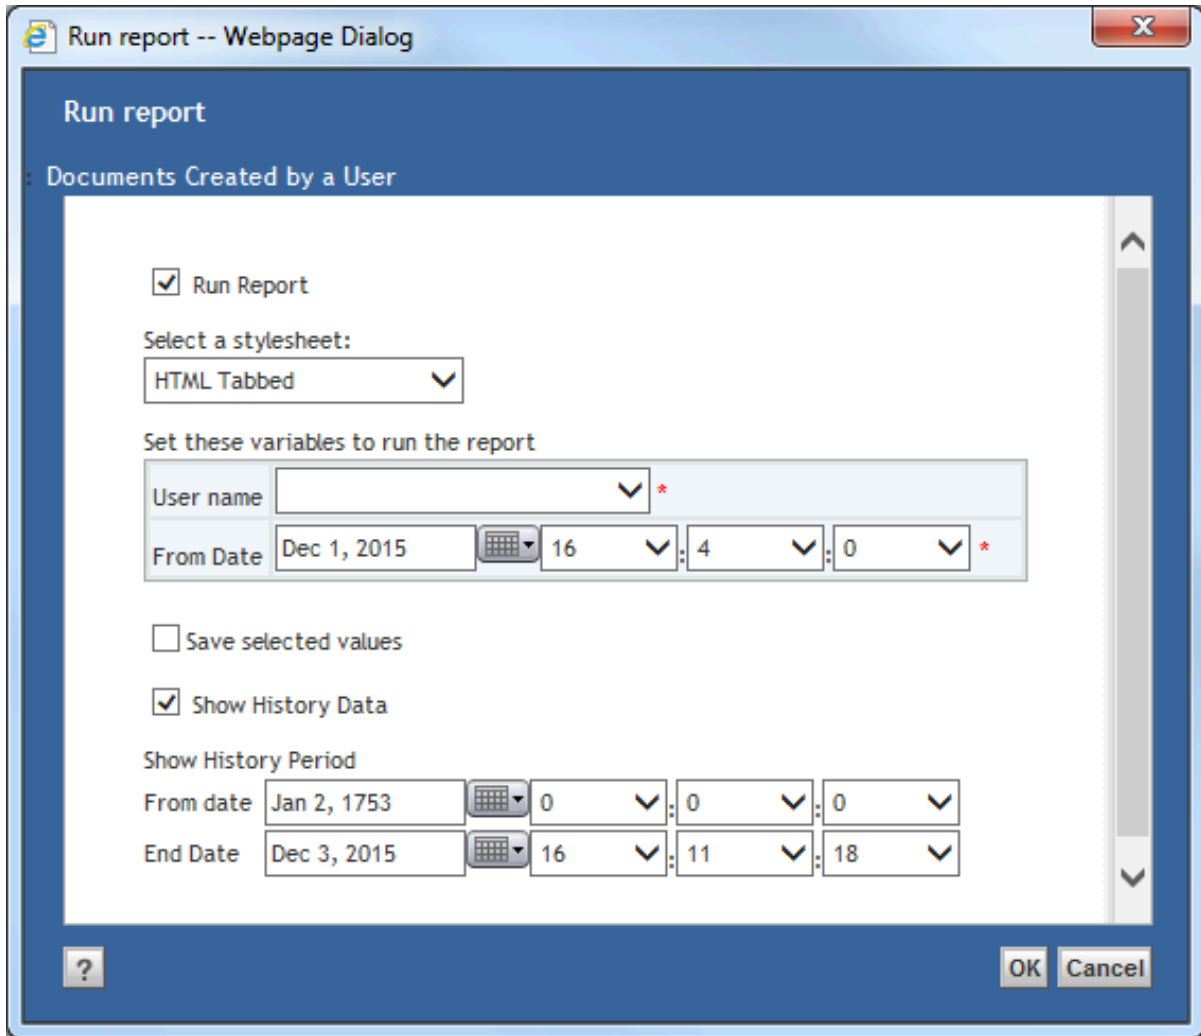 Run report -- Webpage Dialog
X
Run report
: Documents Created by a User
Run Report
Select a stylesheet:
HTML Tabbed
Set these variables to run the report
User name *
From Date Dec 1, 2015 16 : 4 : 0 *
Save selected values
Show History Data
Show History Period
From date Jan 2, 1753 0 : 0 : 0
End Date Dec 3, 2015 16 : 11 : 18
? OK Cancel